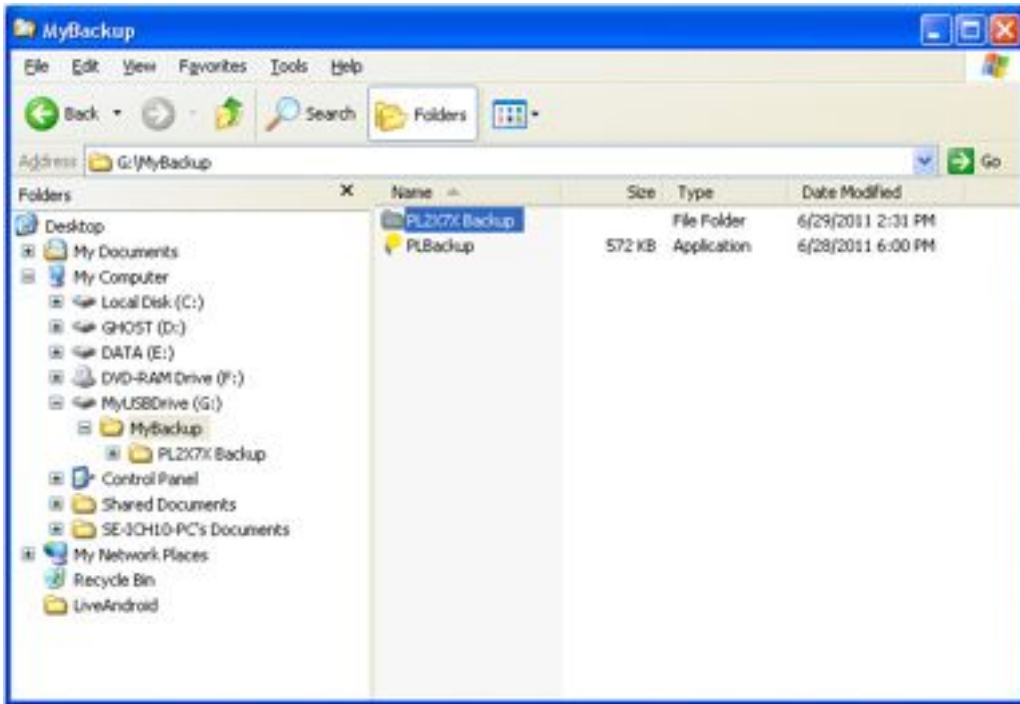 MyBackup
File Edit View Favorites Tools Help
Back Search Folders
Address G:\MyBackup Go
Folders
Desktop
My Documents
My Computer
Local Disk (C:)
GHOST (D:)
DATA (E:)
DVD-RAM Drive (F:)
MyUSBDrive (G:)
MyBackup
PL2X7X Backup
Control Panel
Shared Documents
SE-ICH10-PC's Documents
My Network Places
Recycle Bin
LiveAndroid
Name Size Type Date Modified
PL2X7X Backup File Folder 6/29/2011 2:31 PM
PLBackup 572 KB Application 6/28/2011 6:00 PM